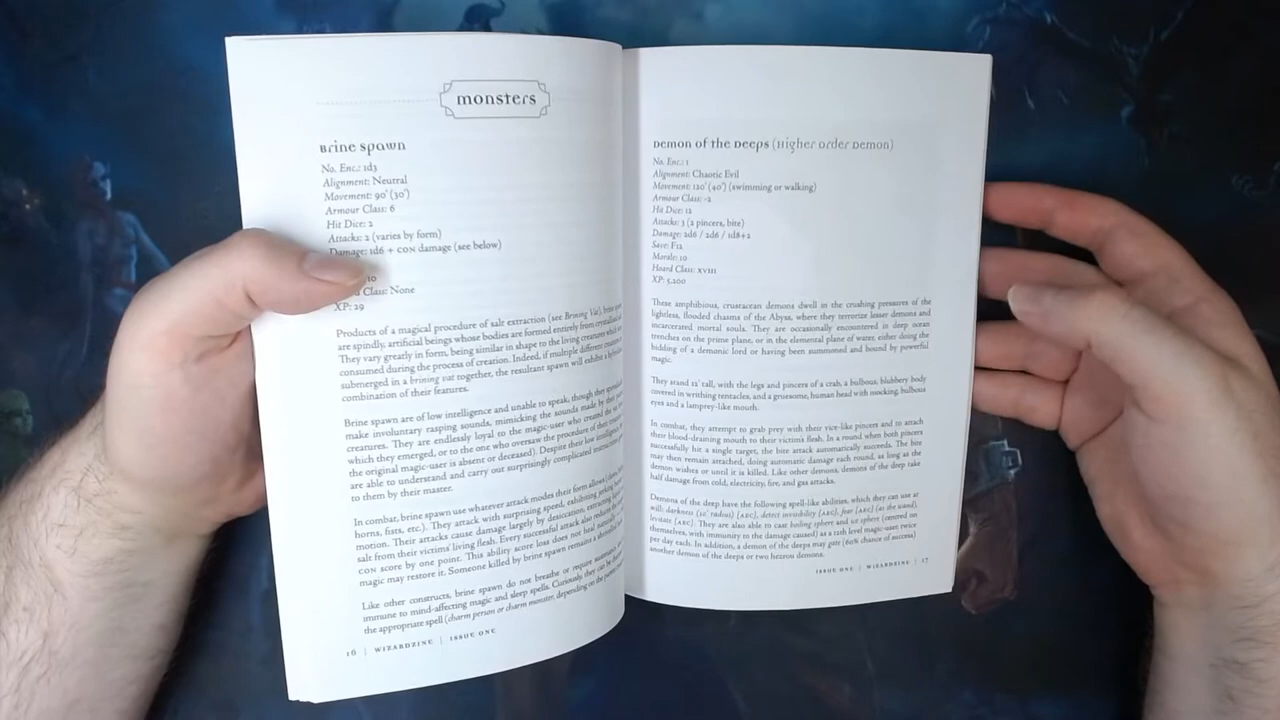 monsters
Brine Spawn
No. Enc.: 1d3
Alignment: Neutral
Movement: 90' (30')
Armour Class: 6
Hit Dice: 2
Attacks: 2 (varies by form)
Damage: 1d6 + CON damage (see below)
10
Class: None
XP: 29
Products of a magical procedure of salt extraction (see Brining Vat), brine
are spindly, artificial beings whose bodies are formed entirely from
They vary greatly in form, being similar in shape to the living creatures
consumed during the process of creation. Indeed, if multiple different
submerged in a brining vat together, the resultant spawn will exhibit a
combination of their features.
Brine spawn are of low intelligence and unable to speak, though they
make involuntary rasping sounds, mimicking the sounds made by their
creatures. They are endlessly loyal to the magic-user who created the
which they emerged, or to the one who oversaw the procedure of their
the original magic-user is absent or deceased). Despite their low
are able to understand and carry out surprisingly complicated
to them by their master.
In combat, brine spawn use whatever attack modes their form allows
horns, fists, etc.). They attack with surprising speed, exhibiting
motion. Their attacks cause damage largely by desiccation, extracting
salt from their victims' living flesh. Every successful attack also
CON score by one point. This ability score loss does not heal
magic may restore it. Someone killed by brine spawn remains a
Like other constructs, brine spawn do not breathe or require
immune to mind-affecting magic and sleep spells. Curiously, they can be
the appropriate spell (charm person or charm monster, depending on the
16 | WIZARDZINE | ISSUE ONE
Demon of the Deeps (Higher Order Demon)
No. Enc.: 1
Alignment: Chaotic Evil
Movement: 120' (40') (swimming or walking)
Armour Class: -2
Hit Dice: 12
Attacks: 3 (2 pincers, bite)
Damage: 2d6 / 2d6 / 1d8+2
Save: F12
Morale: 10
Hoard Class: XVIII
XP: 5,200
These amphibious, crustacean demons dwell in the crushing pressures of the
lightless, flooded chasms of the Abyss, where they terrorize lesser demons and
incarcerated mortal souls. They are occasionally encountered in deep ocean
trenches on the prime plane, or in the elemental plane of water, either doing the
bidding of a demonic lord or having been summoned and bound by powerful
magic.
They stand 12' tall, with the legs and pincers of a crab, a bulbous, blubbery body
covered in writhing tentacles, and a gruesome, human head with mocking, bulbous
eyes and a lamprey-like mouth.
In combat, they attempt to grab prey with their vice-like pincers and to attach
their blood-draining mouth to their victims' flesh. In a round when both pincers
successfully hit a single target, the bite attack automatically succeeds. The bite
may then remain attached, doing automatic damage each round, as long as the
demon wishes or until it is killed. Like other demons, demons of the deep take
half damage from cold, electricity, fire, and gas attacks.
Demons of the deep have the following spell-like abilities, which they can use at
will: darkness (10' radius) [AEC], detect invisibility [AEC], fear [AEC] (as the wand),
levitate [AEC]. They are also able to cast boiling sphere and ice sphere (centred on
themselves, with immunity to the damage caused) as a 12th level magic-user, twice
per day each. In addition, a demon of the deeps may gate (60% chance of success)
another demon of the deeps or two hezrou demons.
ISSUE ONE | WIZARDZINE | 17